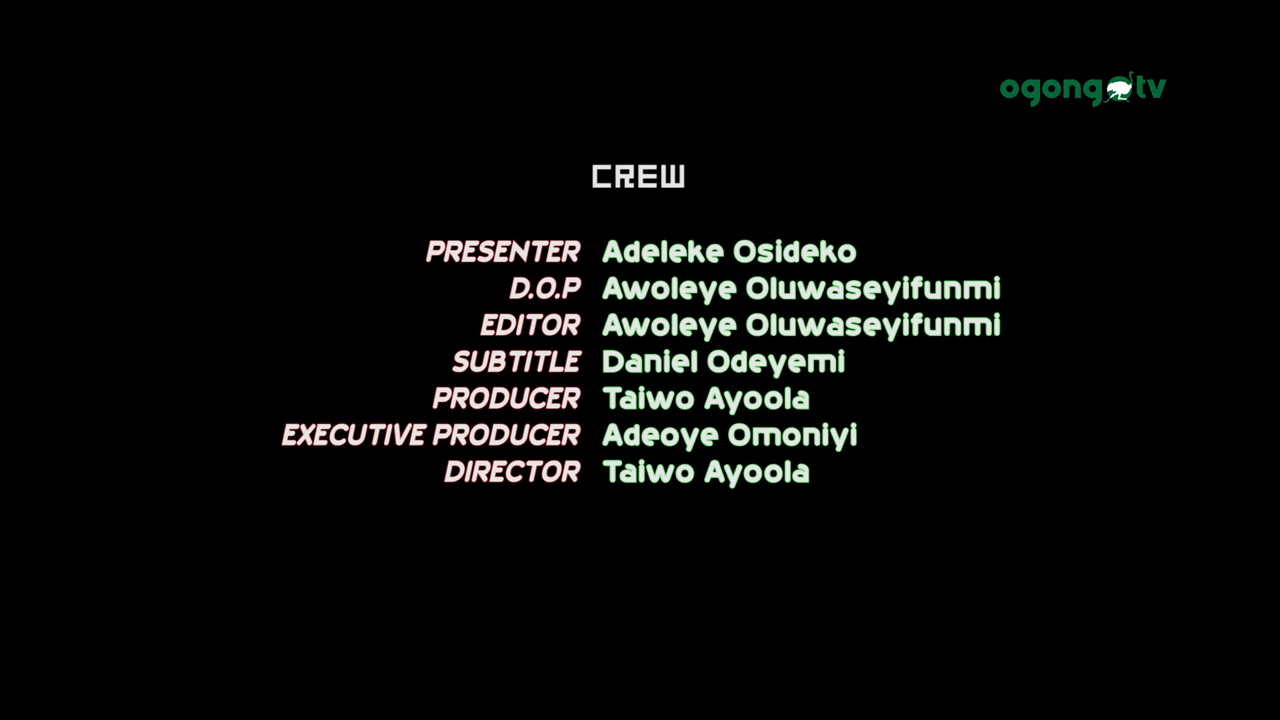 ogongotv
CREW
PRESENTER Adeleke Osideko
D.O.P Awoleye Oluwaseyifunmi
EDITOR Awoleye Oluwaseyifunmi
SUBTITLE Daniel Odeyemi
PRODUCER Taiwo Ayoola
EXECUTIVE PRODUCER Adeoye Omoniyi
DIRECTOR Taiwo Ayoola